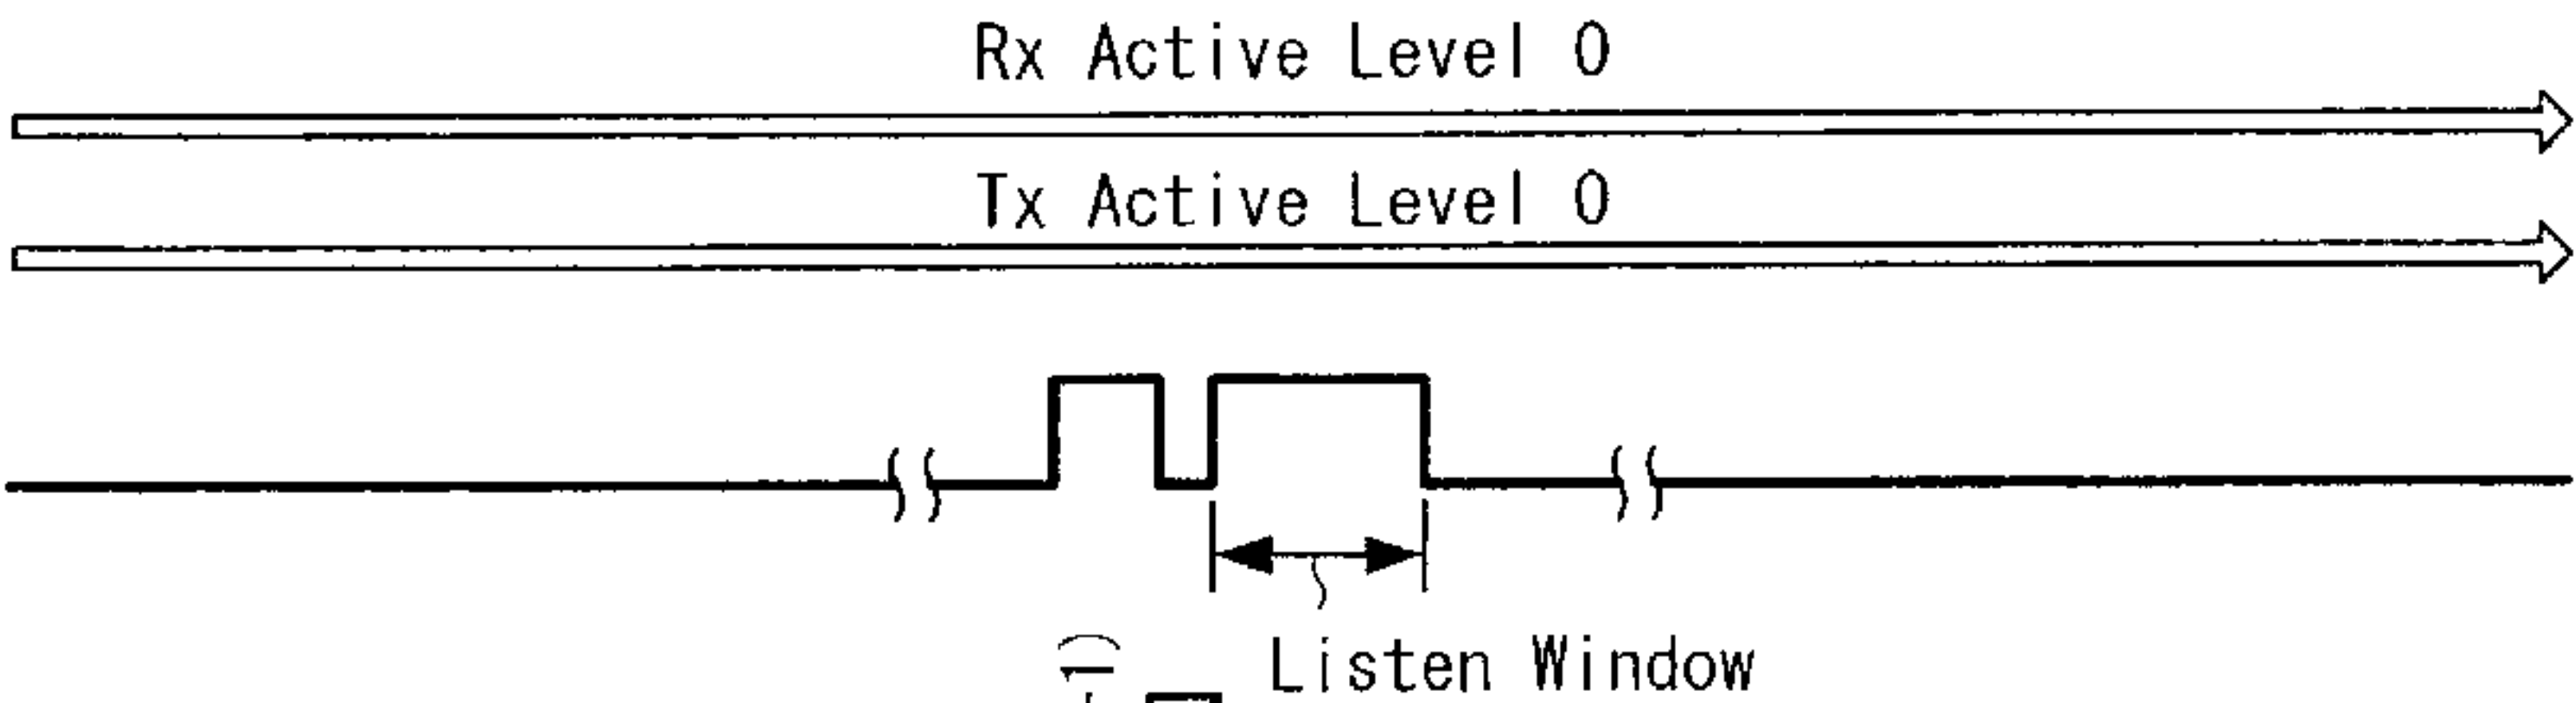 Rx Active Level 0
Tx Active Level 0
Listen Window